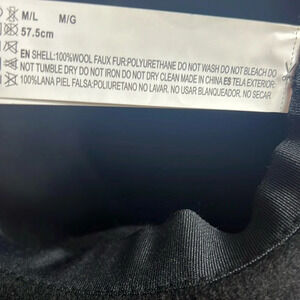 M/L M/G
57.5cm
EN SHELL:100%WOOL FAUX FUR:POLYURETHANE DO NOT WASH DO NOT BLEACH DO
NOT TUMBLE DRY DO NOT IRON DO NOT DRY CLEAN MADE IN CHINA ES TELA EXTERIOR:
100%LANA PIEL FALSA:POLIURETANO NO LAVAR. NO USAR BLANQUEADOR, NO SECAR